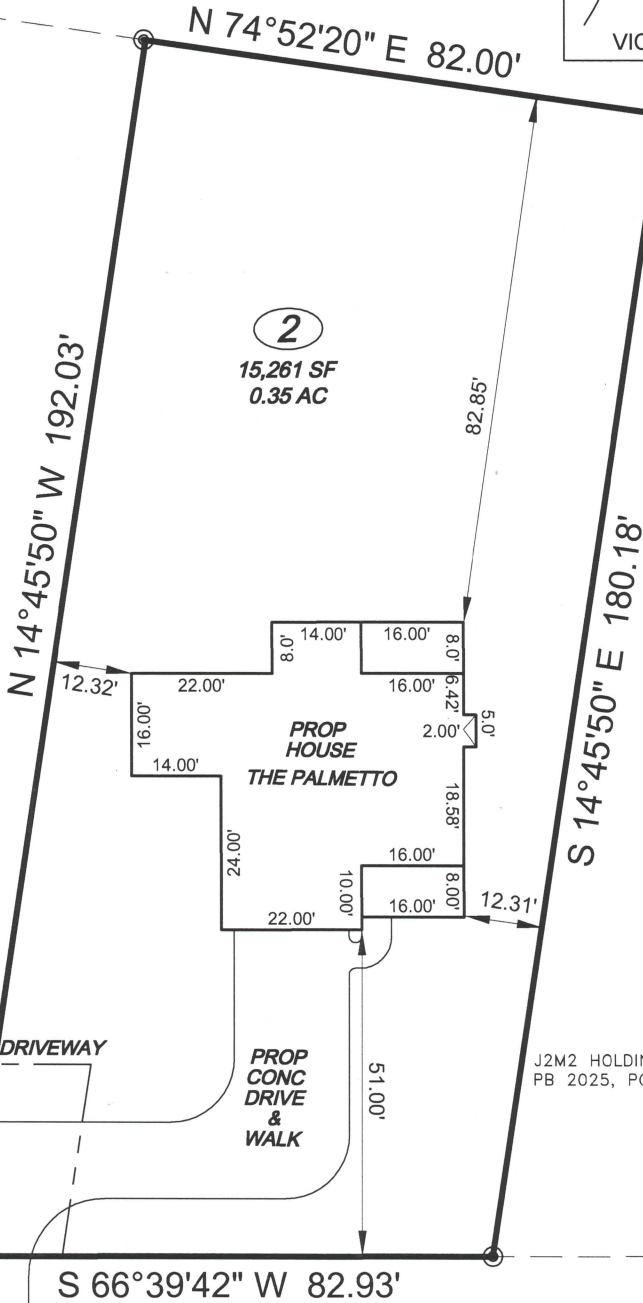 N 74°52'20" E 82.00'
VIC
2
15,261 SF
0.35 AC
N 14°45'50" W 192.03'
82.85'
S 14°45'50" E 180.18'
14.00'
16.00'
8.0'
8.0'
12.32'
22.00'
16.00'
6.42'
16.00'
5.0'
2.00'
PROP
HOUSE
THE PALMETTO
14.00'
18.58'
24.00'
16.00'
10.00'
8.00'
16.00'
12.31'
22.00'
DRIVEWAY
PROP
CONC
DRIVE
&
WALK
51.00'
J2M2 HOLDIN
PB 2025, PG
S 66°39'42" W 82.93'